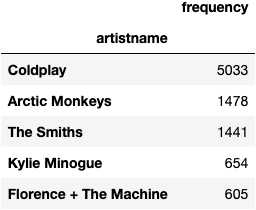 frequency
artistname
Coldplay 5033
Arctic Monkeys 1478
The Smiths 1441
Kylie Minogue 654
Florence + The Machine 605